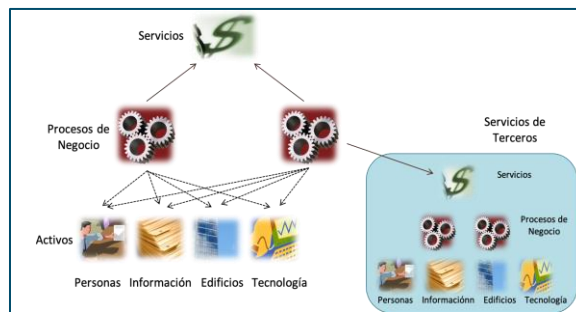 Servicios
Procesos de
Negocio
Servicios de
Terceros
Servicios
Procesos de
Negocio
Activos
Personas Información Edificios Tecnología
Personas Informaciónn Edificios Tecnología